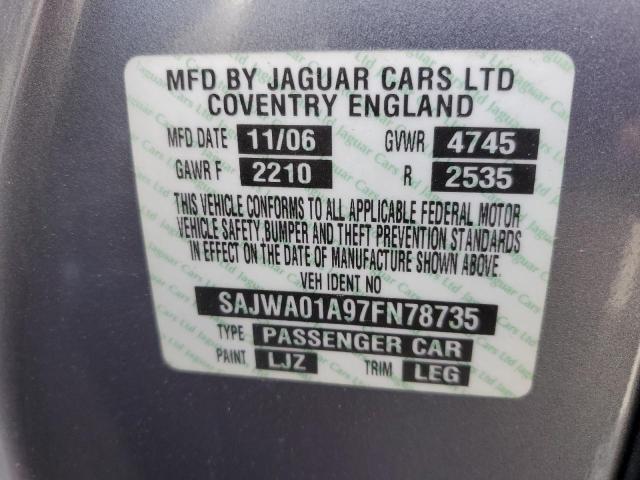 MFD BY JAGUAR CARS LTD
COVENTRY ENGLAND
MFD DATE 11/06 GVWR 4745
GAWR F 2210 R 2535
THIS VEHICLE CONFORMS TO ALL APPLICABLE FEDERAL MOTOR
VEHICLE SAFETY BUMPER AND THEFT PREVENTION STANDARDS
IN EFFECT ON THE DATE OF MANUFACTURE SHOWN ABOVE.
VEH IDENT NO
SAJWA01A97FN78735
TYPE PASSENGER CAR
PAINT LJZ TRIM LEG